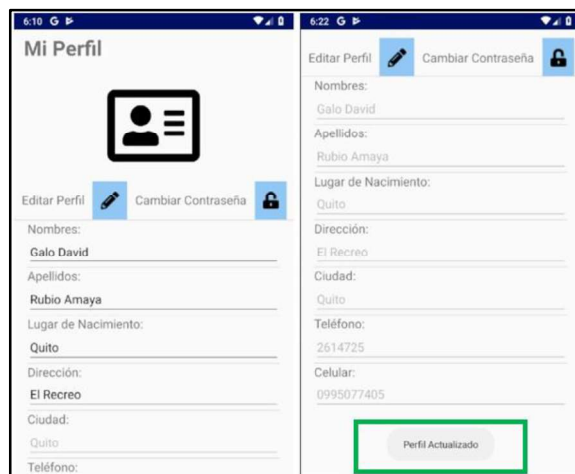 6:10 G
Mi Perfil
Editar Perfil
Cambiar Contraseña
Nombres:
Galo David
Apellidos:
Rubio Amaya
Lugar de Nacimiento:
Quito
Dirección:
El Recreo
Ciudad:
Quito
Teléfono:
6:22 G
Editar Perfil
Cambiar Contraseña
Nombres:
Galo David
Apellidos:
Rubio Amaya
Lugar de Nacimiento:
Quito
Dirección:
El Recreo
Ciudad:
Quito
Teléfono:
2614725
Celular:
0995077405
Perfil Actualizado